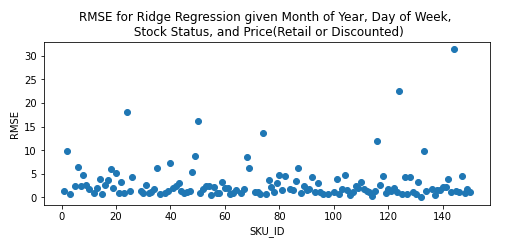 RMSE for Ridge Regression given Month of Year, Day of Week,
Stock Status, and Price(Retail or Discounted)
30
25
20
15
10
5
0
RMSE
0 20 40 60 80 100 120 140
SKU_ID